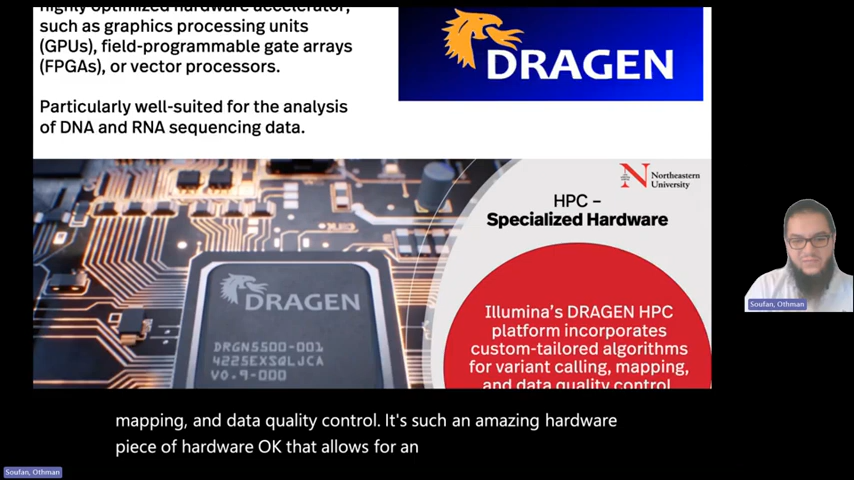 highly optimized hardware accelerator,
such as graphics processing units
(GPUs), field-programmable gate arrays
(FPGAs), or vector processors.
Particularly well-suited for the analysis
of DNA and RNA sequencing data.
DRAGEN
Northeastern
University
HPC –
Specialized Hardware
DRAGEN
DRGN5500-001
4225EXSQLJCA
V0.9-000
Illumina's DRAGEN HPC
platform incorporates
custom-tailored algorithms
for variant calling, mapping,
and data quality control
Soufan, Othman
mapping, and data quality control. It's such an amazing hardware
piece of hardware OK that allows for an
Soufan, Othman